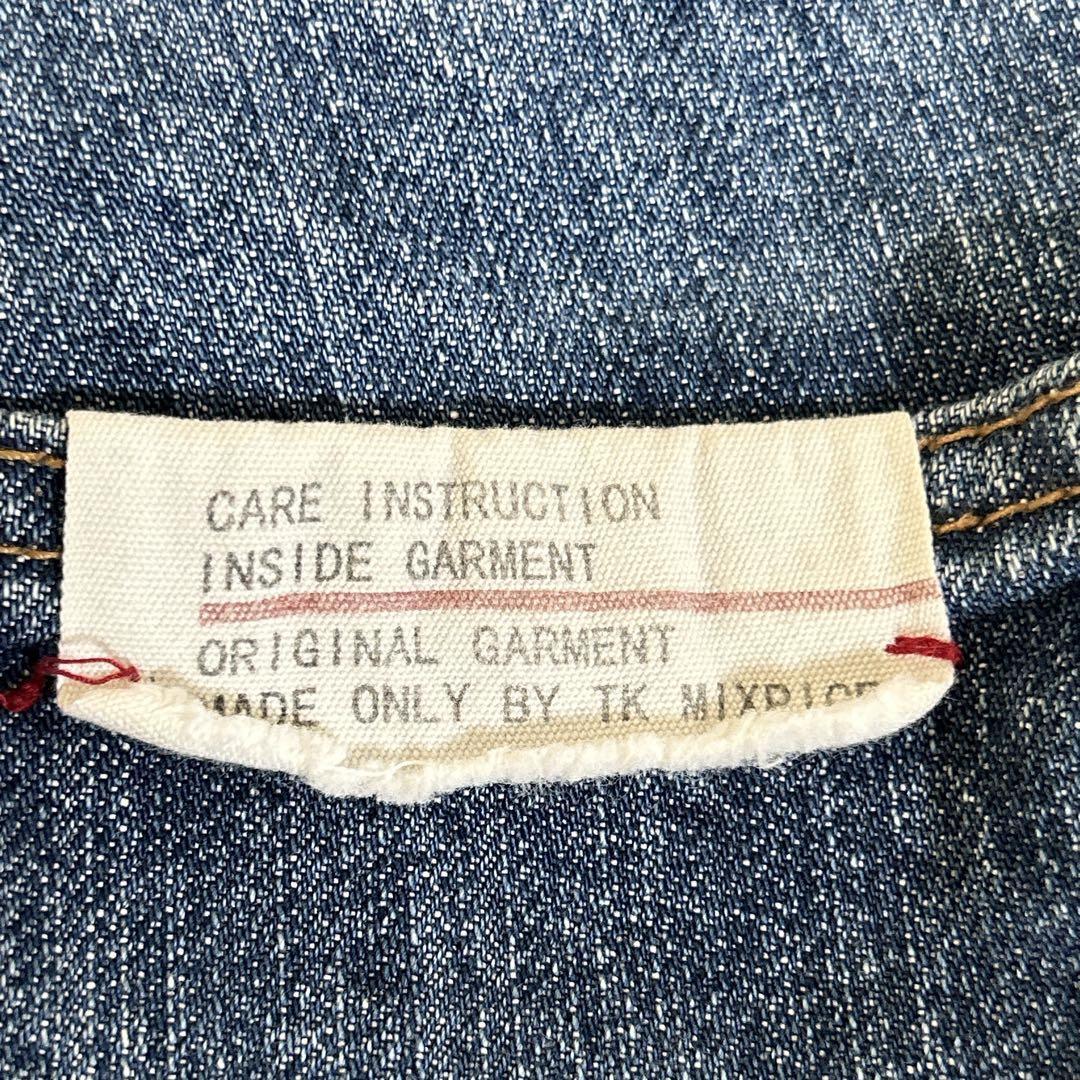 CARE INSTRUCTION
INSIDE GARMENT
ORIGINAL GARMENT
MADE ONLY BY TK MIXPICE